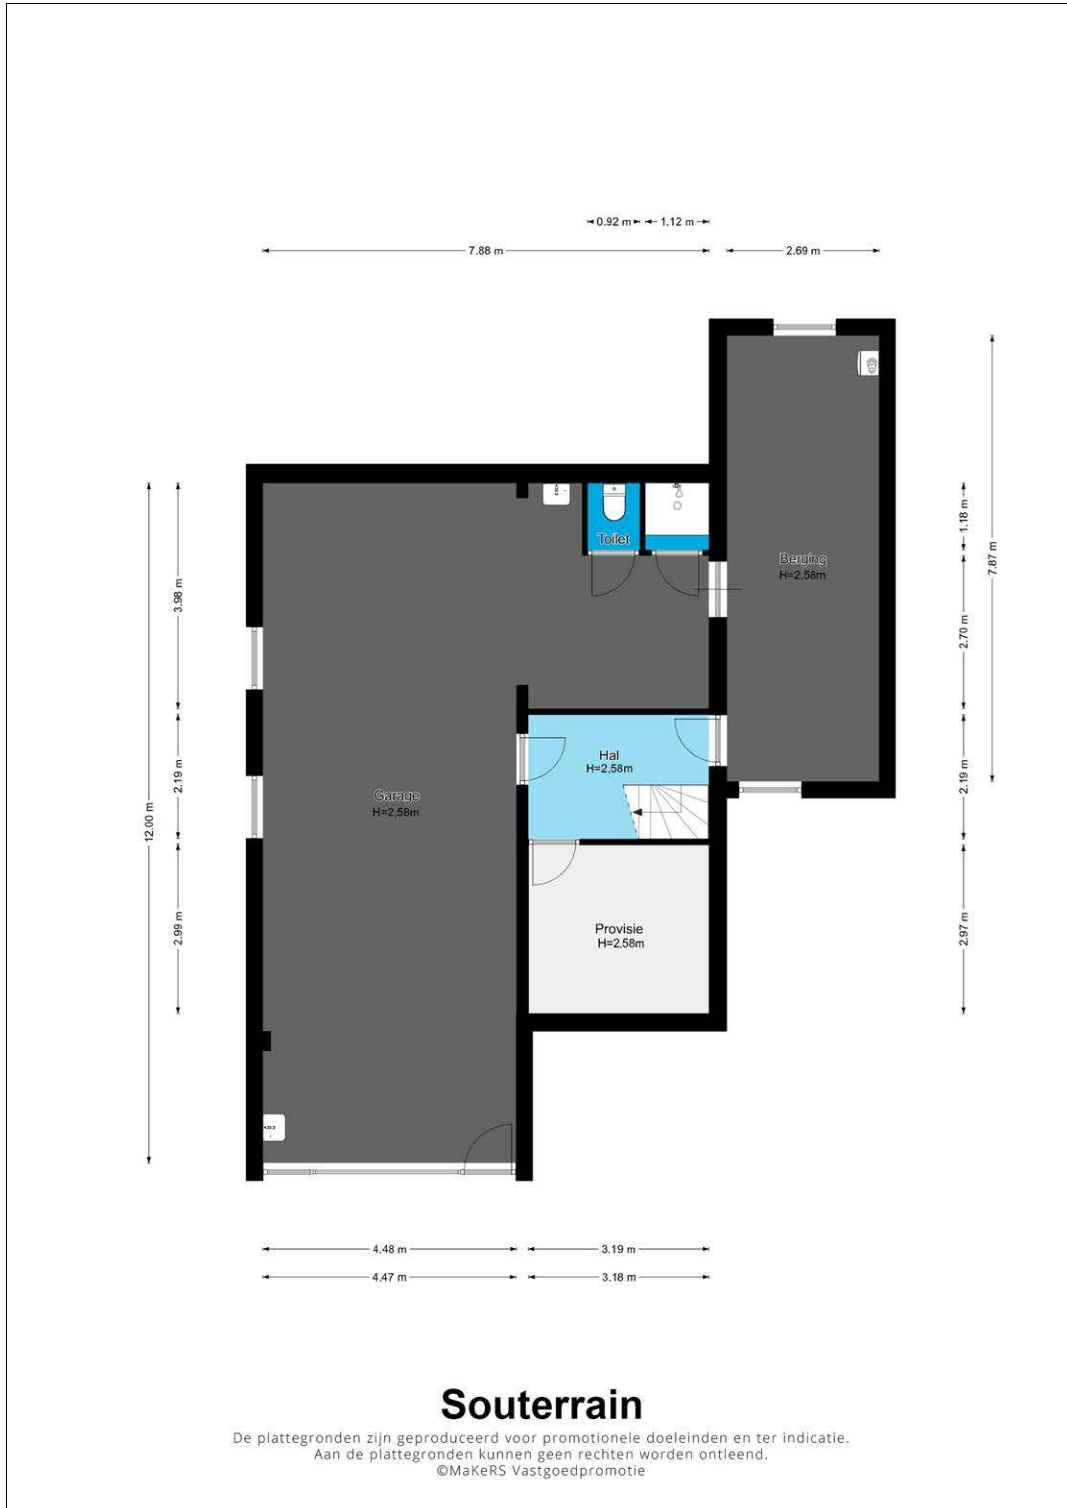 0.92 m
1.12 m
7.88 m
2.69 m
Toilet
Berging
H=2,58m
1.18 m
7.87 m
3.98 m
2.70 m
Hal
H=2,58m
2.19 m
2.19 m
12.00 m
Garage
H=2,58m
2.99 m
Provisie
H=2,58m
2.97 m
4.48 m
3.19 m
4.47 m
3.18 m
Souterrain
De plattegronden zijn geproduceerd voor promotionele doeleinden en ter indicatie.
Aan de plattegronden kunnen geen rechten worden ontleend.
©MaKeRS Vastgoedpromotie